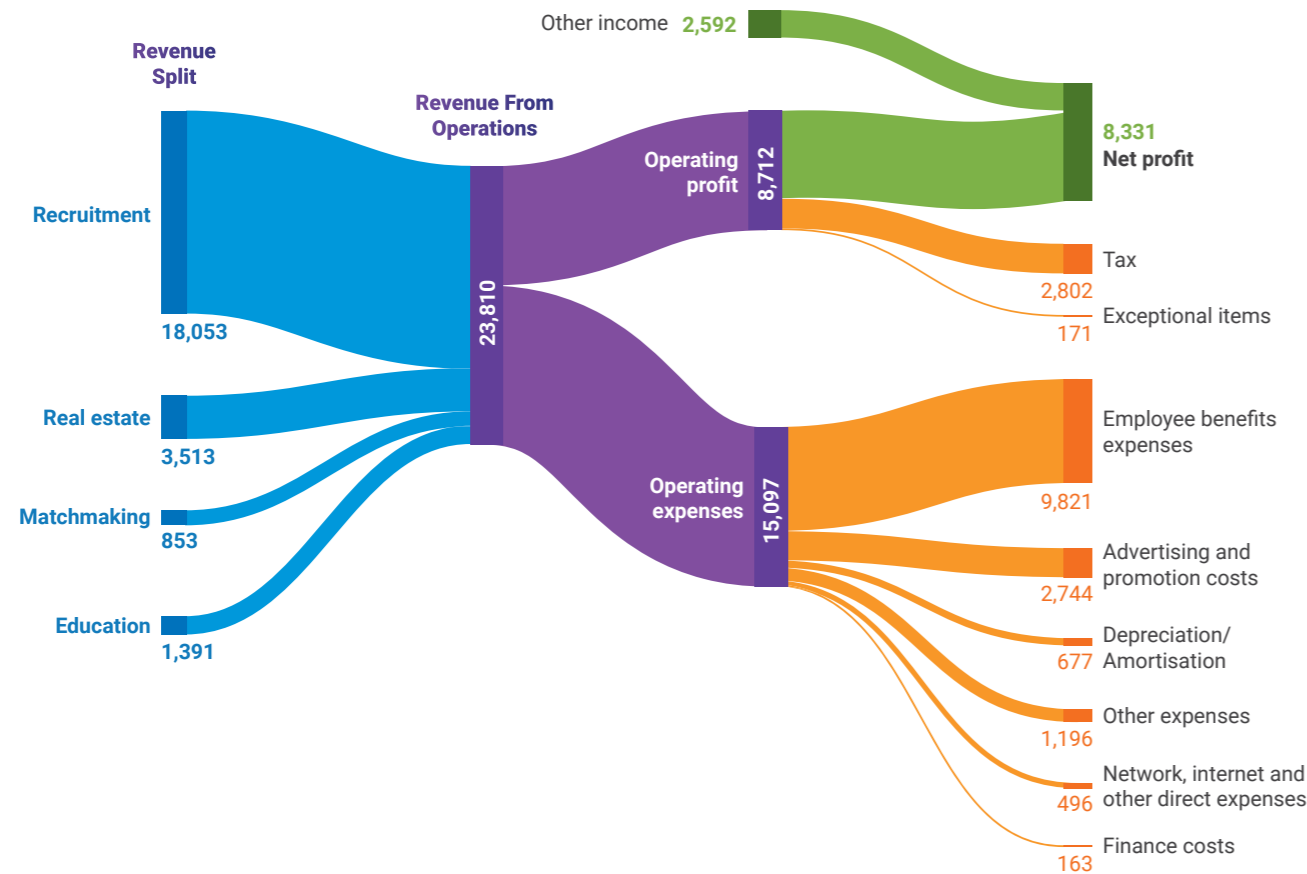 Revenue
Split
Recruitment
18,053
Real estate
3,513
Matchmaking
853
Education
1,391
Revenue From
Operations
23,810
Other income 2,592
Operating
profit
8,712
Operating
expenses
15,097
8,331
Net profit
Tax
2,802
Exceptional items
171
Employee benefits
expenses
9,821
Advertising and
promotion costs
2,744
Depreciation/
Amortisation
677
Other expenses
1,196
Network, internet and
other direct expenses
496
Finance costs
163